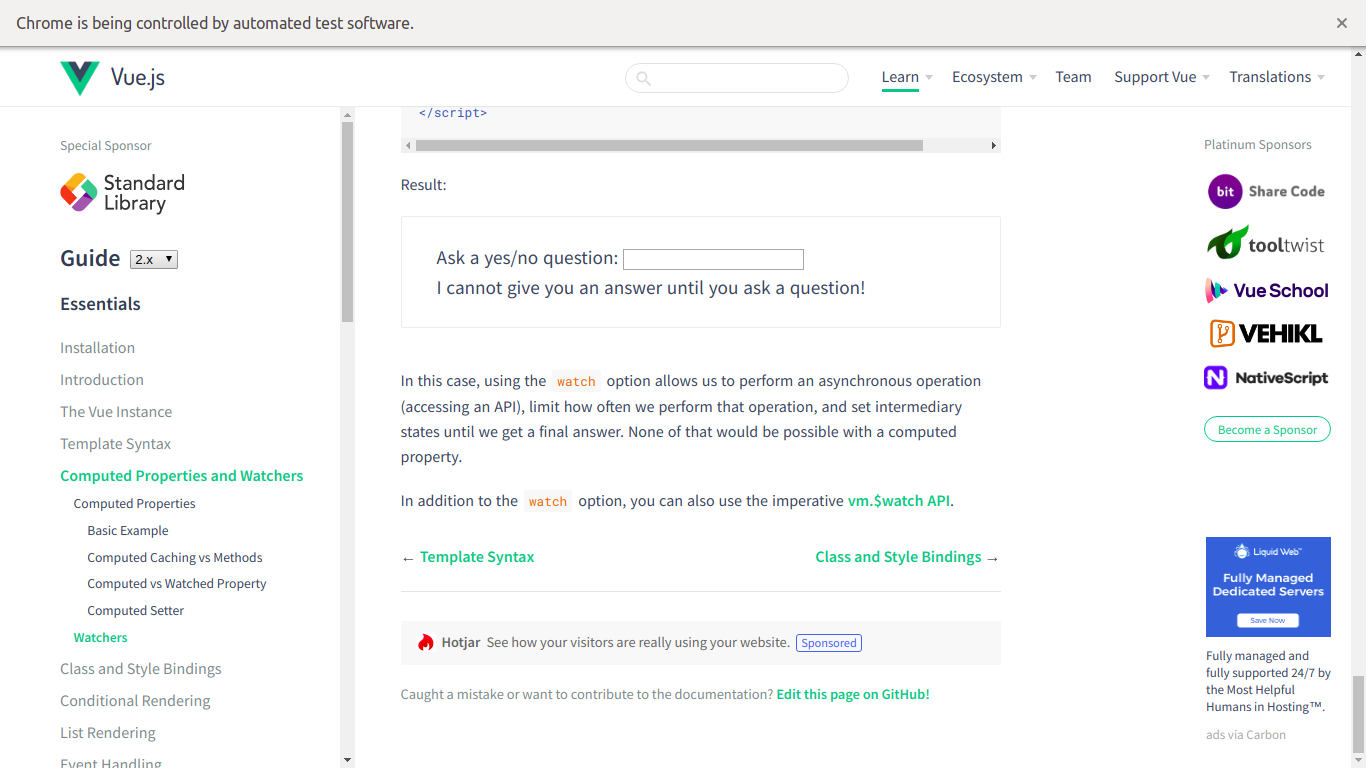 Chrome is being controlled by automated test software.
Vue.js
Learn
Ecosystem
Team
Support Vue
Translations
Special Sponsor
Standard
Library
Guide
2.x
Essentials
Installation
Introduction
The Vue Instance
Template Syntax
Computed Properties and Watchers
Computed Properties
Basic Example
Computed Caching vs Methods
Computed vs Watched Property
Computed Setter
Watchers
Class and Style Bindings
Conditional Rendering
List Rendering
Event Handling
</script>
Result:
Ask a yes/no question:
I cannot give you an answer until you ask a question!
In this case, using the watch option allows us to perform an asynchronous operation
(accessing an API), limit how often we perform that operation, and set intermediary
states until we get a final answer. None of that would be possible with a computed
property.
In addition to the watch option, you can also use the imperative vm.$watch API.
← Template Syntax
Class and Style Bindings →
Hotjar See how your visitors are really using your website. Sponsored
Caught a mistake or want to contribute to the documentation? Edit this page on GitHub!
Platinum Sponsors
bit Share Code
tooltwist
Vue School
VEHIKL
NativeScript
Become a Sponsor
Liquid Web™
Fully Managed
Dedicated Servers
Save Now
Fully managed and
fully supported 24/7 by
the Most Helpful
Humans in Hosting™.
ads via Carbon